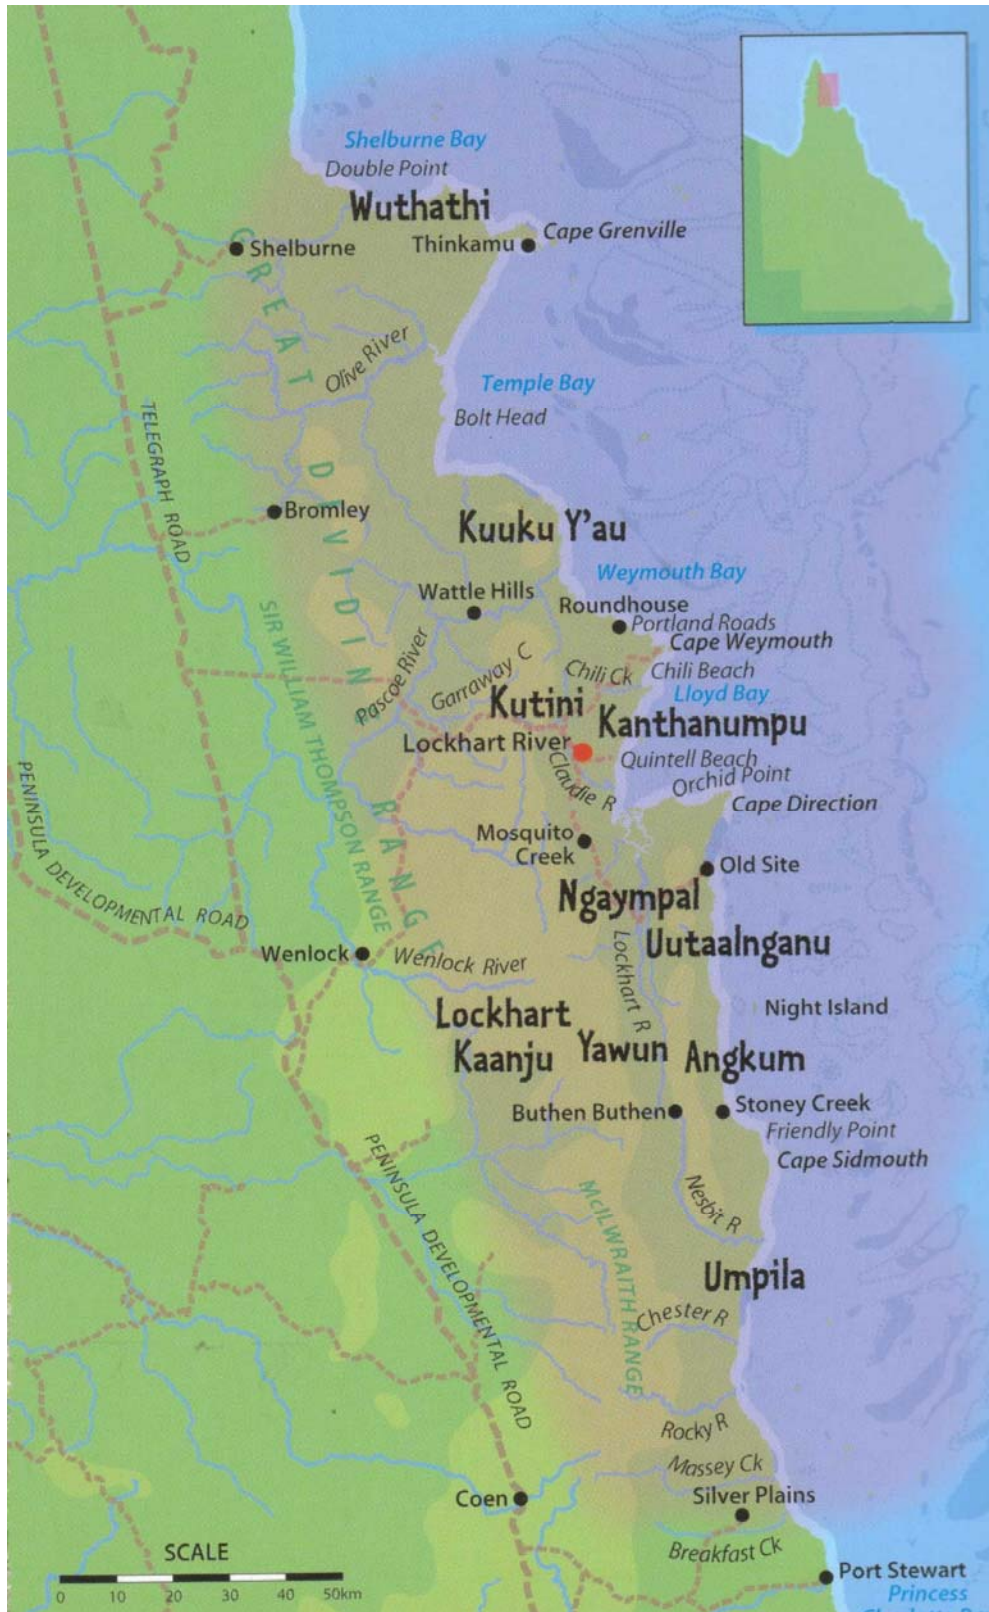 Shelburne Bay
Double Point
Wuthathi
Cape Grenville
Thinkamu
Shelburne
GREAT DIVIDING RANGE
Olive River
Temple Bay
Bolt Head
TELEGRAPH ROAD
Bromley
Kuuku Y'au
Weymouth Bay
Wattle Hills
Roundhouse
Portland Roads
Cape Weymouth
SIR WILLIAM THOMPSON RANGE
Pascoe River
Garraway C
Chili Ck
Chili Beach
Lloyd Bay
Kutini
Kanthanumpu
Lockhart River
Quintell Beach
Claudie R
Orchid Point
Cape Direction
PENINSULA DEVELOPMENTAL ROAD
Mosquito
Creek
Old Site
Ngaympal
Uutaalnganu
Wenlock
Wenlock River
Lockhart R
Night Island
Lockhart
Kaanju
Yawun
Angkum
Buthen Buthen
Stoney Creek
Friendly Point
Cape Sidmouth
PENINSULA DEVELOPMENTAL ROAD
McILWRAITH RANGE
Nesbit R
Umpila
Chester R
Rocky R
Massey Ck
Coen
Silver Plains
Breakfast Ck
SCALE
0 10 20 30 40 50km
Port Stewart
Princess